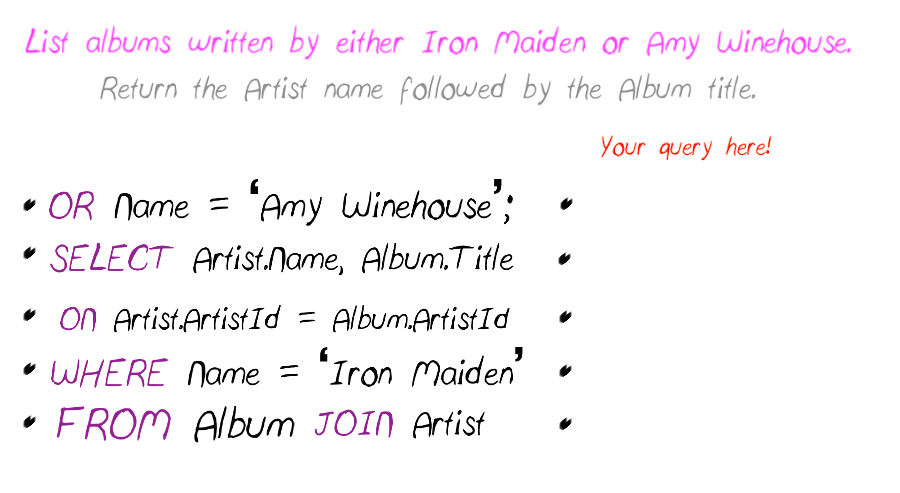 List albums written by either Iron Maiden or Amy Winehouse.
Return the Artist name followed by the Album title.
Your query here!
• OR Name = ‘Amy Winehouse’;
• SELECT Artist.Name, Album.Title
• ON Artist.ArtistId = Album.ArtistId
• WHERE Name = ‘Iron Maiden’
• FROM Album JOIN Artist